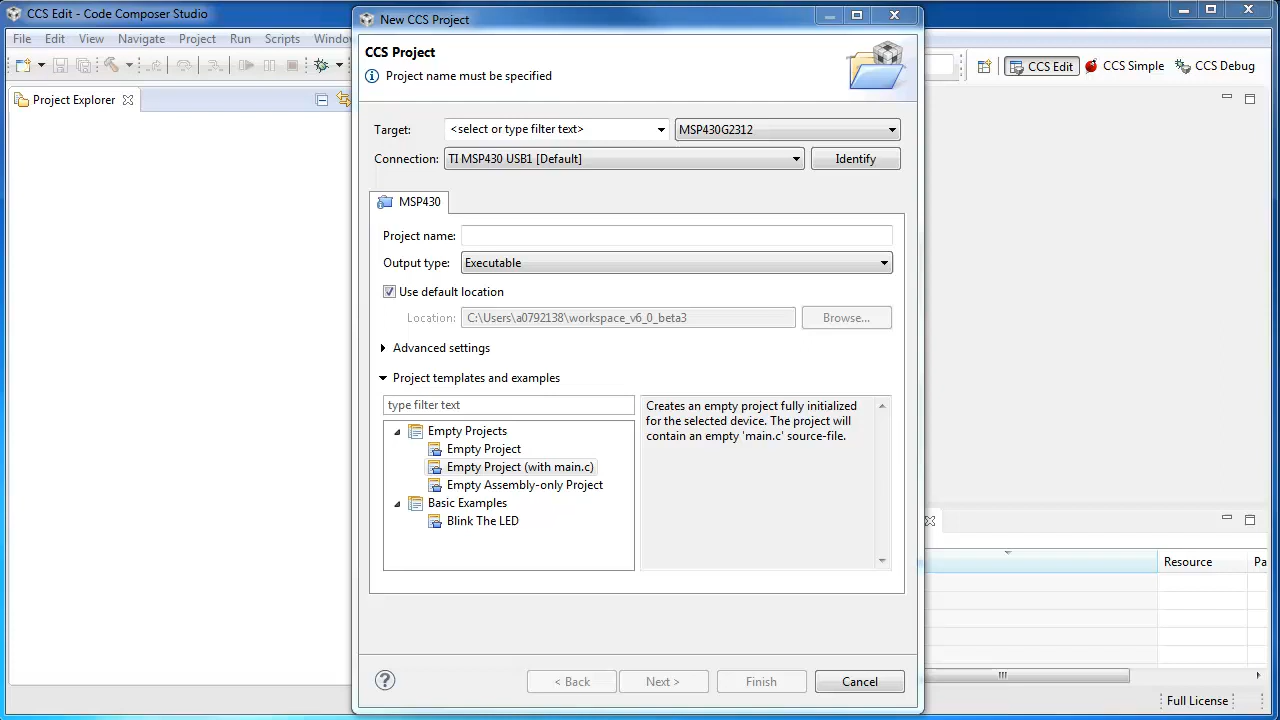 CCS Edit - Code Composer Studio
New CCS Project
File Edit View Navigate Project Run Scripts Window
CCS Project
Project name must be specified
CCS Edit CCS Simple CCS Debug
Project Explorer
Target: <select or type filter text> MSP430G2312
Connection: TI MSP430 USB1 [Default] Identify
MSP430
Project name:
Output type: Executable
Use default location
Location: C:\Users\a0792138\workspace_v6_0_beta3 Browse...
Advanced settings
Project templates and examples
type filter text
Empty Projects
Empty Project
Empty Project (with main.c)
Empty Assembly-only Project
Basic Examples
Blink The LED
Creates an empty project fully initialized
for the selected device. The project will
contain an empty 'main.c' source-file.
Resource Pa
< Back Next > Finish Cancel
Full License